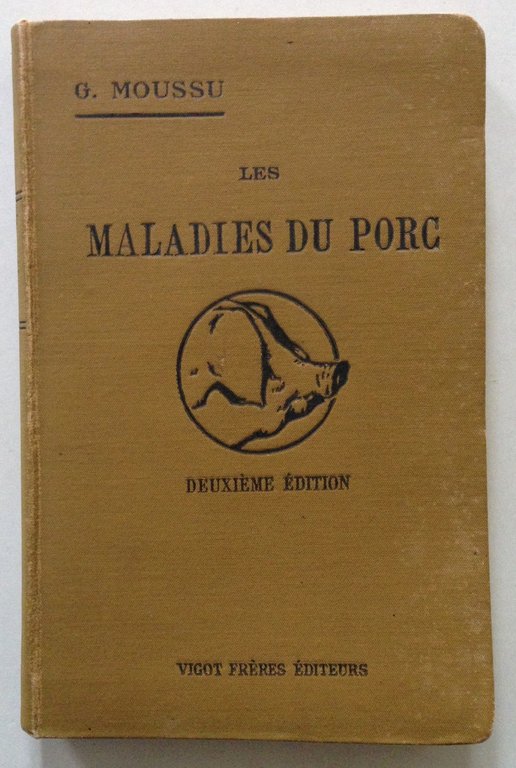 G. MOUSSU
LES
MALADIES DU PORC
DEUXIÈME ÉDITION
VIGOT FRÈRES ÉDITEURS